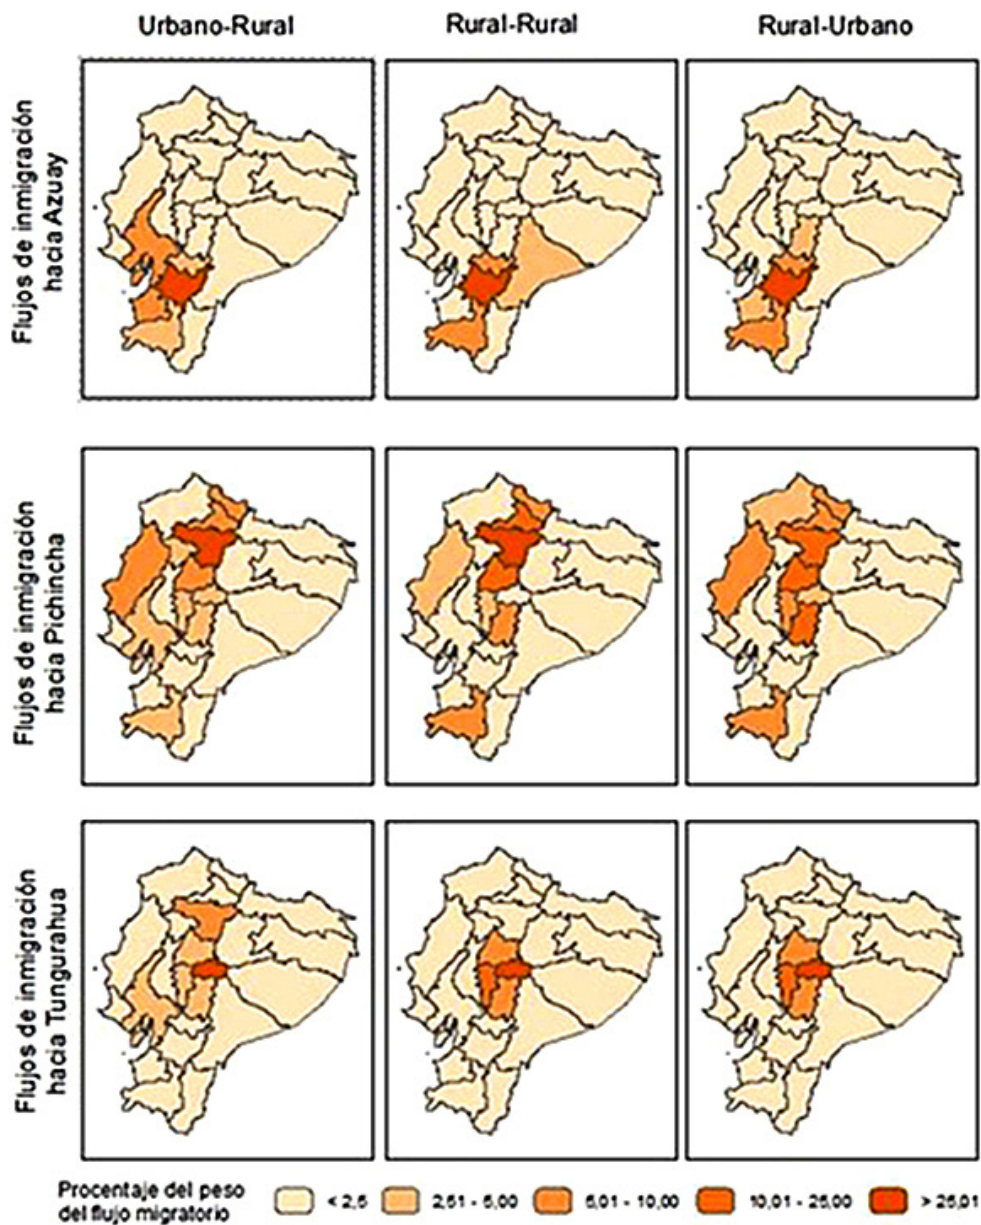 Urbano-Rural
Rural-Rural
Rural-Urbano
Flujos de inmigración
hacia Azuay
Flujos de inmigración
hacia Pichincha
Flujos de inmigración
hacia Tungurahua
Procentaje del peso
del flujo migratorio
< 2,5
2,51 - 5,00
5,01 - 10,00
10,01 - 25,00
> 25,01